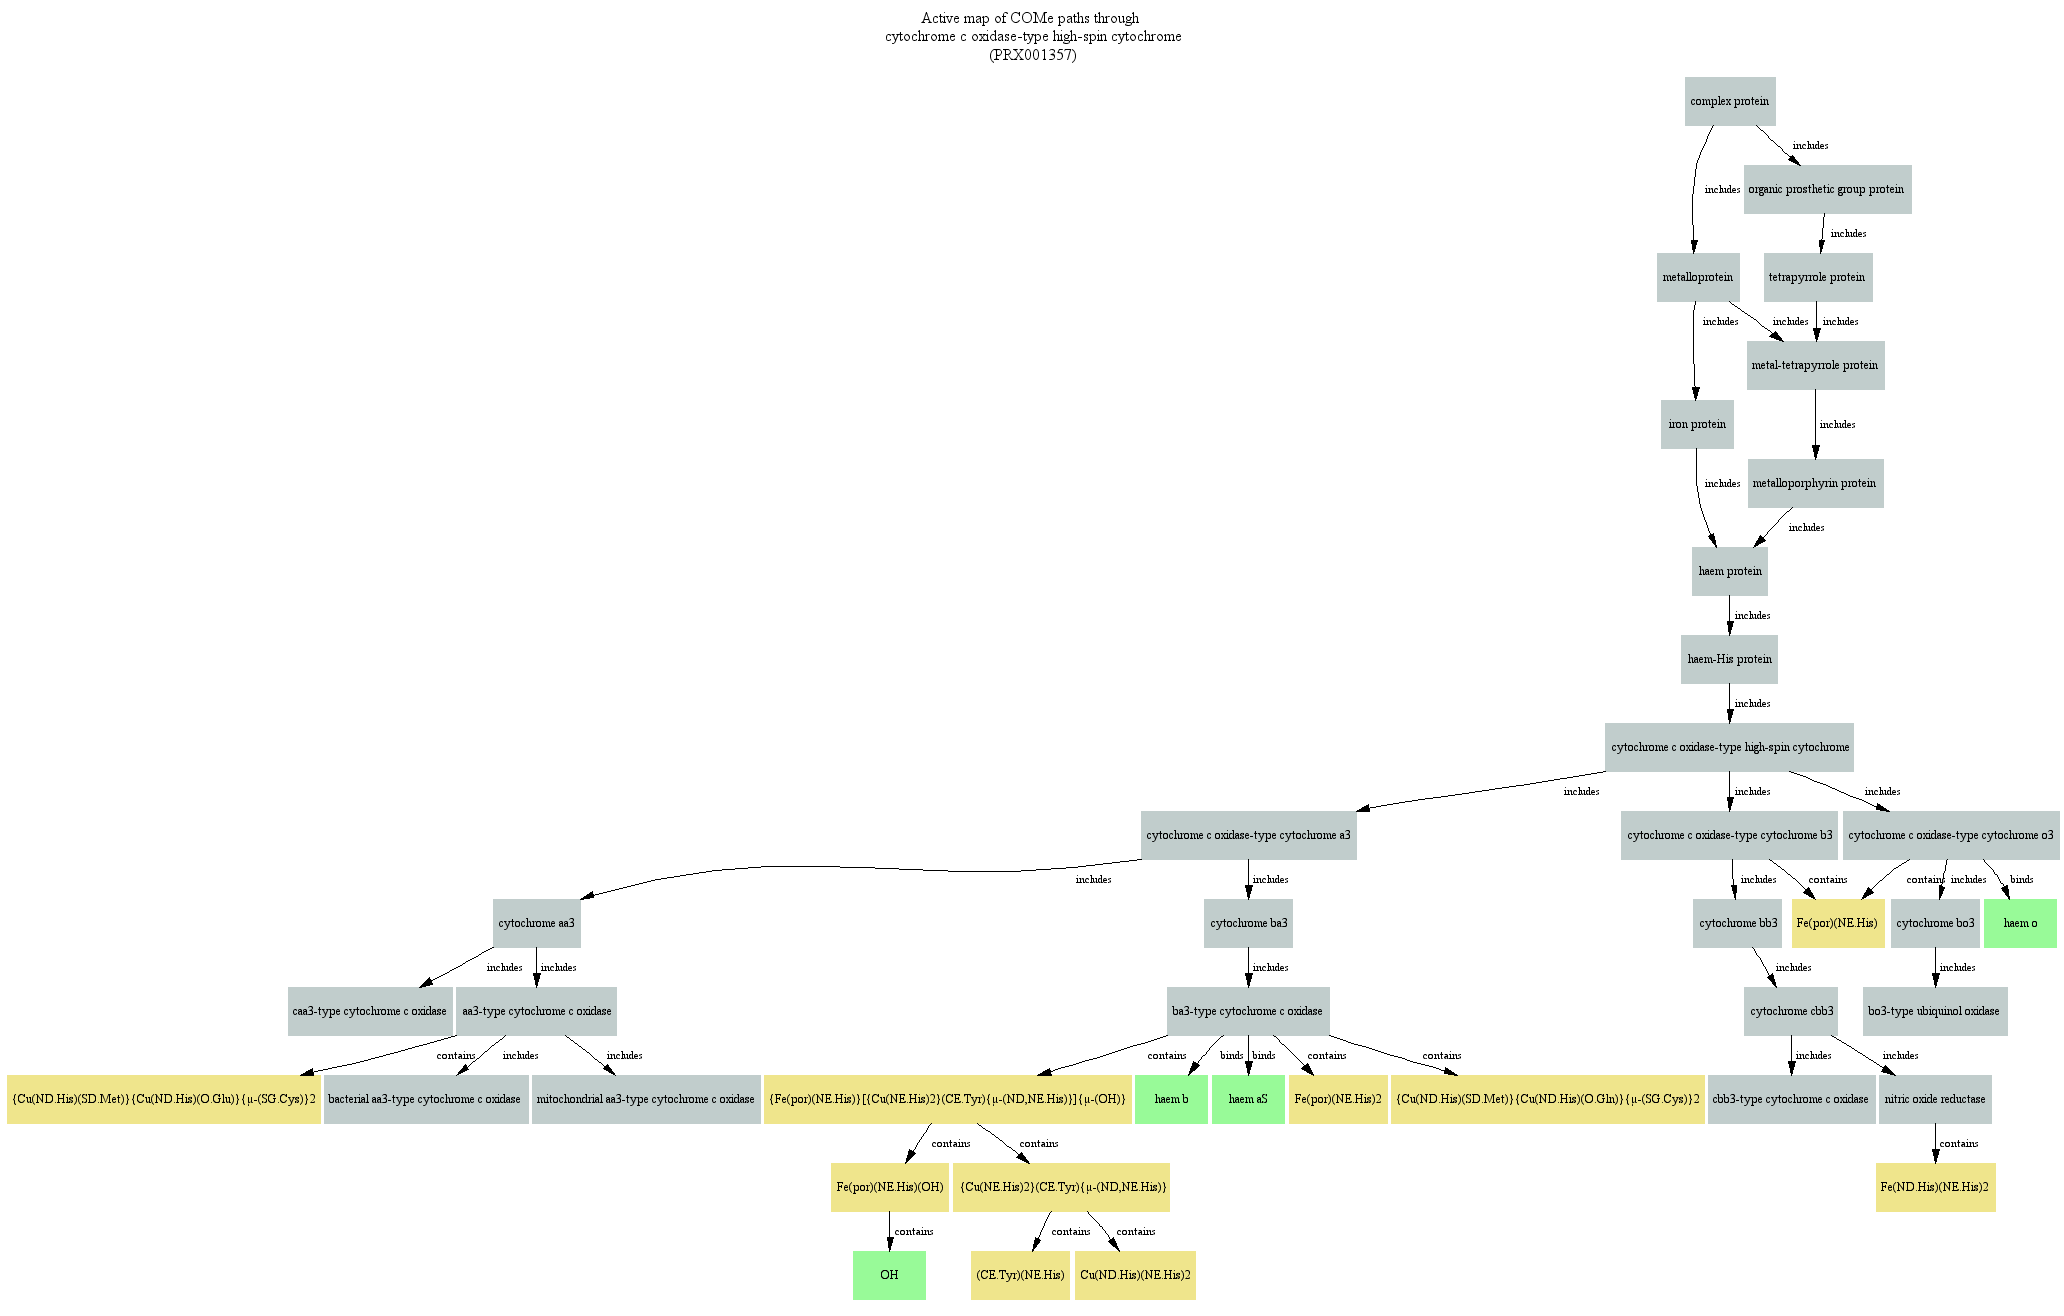 Active map of COMe paths through
cytochrome c oxidase-type high-spin cytochrome
(PRX001357)
complex protein
includes
organic prosthetic group protein
includes
includes
metalloprotein
tetrapyrrole protein
includes
includes
includes
metal-tetrapyrrole protein
iron protein
includes
includes
metalloporphyrin protein
includes
haem protein
includes
haem-His protein
includes
cytochrome c oxidase-type high-spin cytochrome
includes
includes
includes
cytochrome c oxidase-type cytochrome a3
cytochrome c oxidase-type cytochrome b3
cytochrome c oxidase-type cytochrome o3
includes
includes
includes
contains
contains
includes
binds
cytochrome aa3
cytochrome ba3
cytochrome bb3
Fe(por)(NE.His)
cytochrome bo3
haem o
includes
includes
includes
includes
includes
caa3-type cytochrome c oxidase
aa3-type cytochrome c oxidase
ba3-type cytochrome c oxidase
cytochrome cbb3
bo3-type ubiquinol oxidase
contains
includes
includes
contains
binds
binds
contains
contains
includes
includes
{Cu(ND.His)(SD.Met)}{Cu(ND.His)(O.Glu)}{μ-(SG.Cys)}2
bacterial aa3-type cytochrome c oxidase
mitochondrial aa3-type cytochrome c oxidase
{Fe(por)(NE.His)}[{Cu(NE.His)2}(CE.Tyr){μ-(ND,NE.His)}]{μ-(OH)}
haem b
haem aS
Fe(por)(NE.His)2
{Cu(ND.His)(SD.Met)}{Cu(ND.His)(O.Gln)}{μ-(SG.Cys)}2
cbb3-type cytochrome c oxidase
nitric oxide reductase
contains
contains
contains
Fe(por)(NE.His)(OH)
{Cu(NE.His)2}(CE.Tyr){μ-(ND,NE.His)}
Fe(ND.His)(NE.His)2
contains
contains
contains
OH
(CE.Tyr)(NE.His)
Cu(ND.His)(NE.His)2